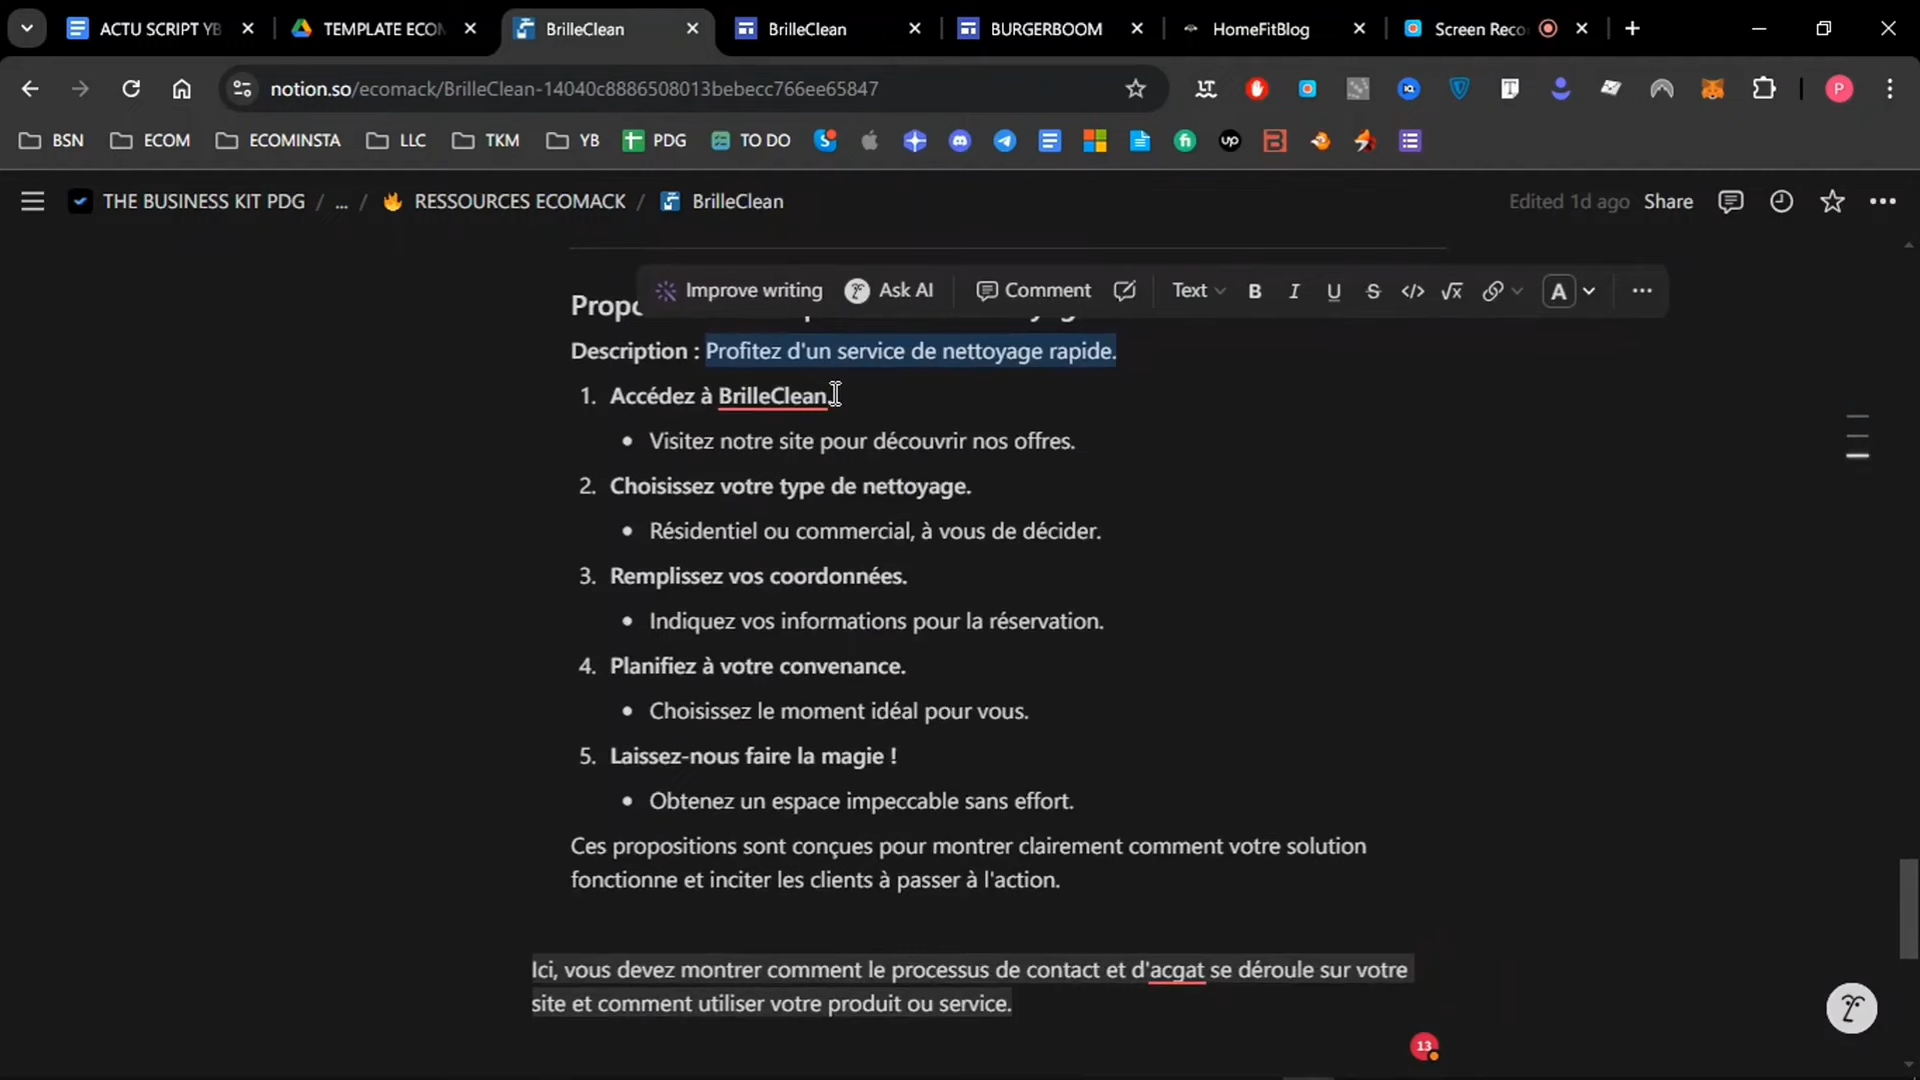 ACTU SCRIPT YB
TEMPLATE ECOM
BrilleClean
BrilleClean
BURGERBOOM
HomeFitBlog
Screen Reco
notion.so/ecomack/BrilleClean-14040c8886508013bebecc766ee65847
P
BSN
ECOM
ECOMINSTA
LLC
TKM
YB
PDG
TO DO
THE BUSINESS KIT PDG / ... / RESSOURCES ECOMACK / BrilleClean
Edited 1d ago
Share
Improve writing
Ask AI
Comment
Text
B I U S </> √x A
Description : Profitez d'un service de nettoyage rapide.
1. Accédez à BrilleClean.
• Visitez notre site pour découvrir nos offres.
2. Choisissez votre type de nettoyage.
• Résidentiel ou commercial, à vous de décider.
3. Remplissez vos coordonnées.
• Indiquez vos informations pour la réservation.
4. Planifiez à votre convenance.
• Choisissez le moment idéal pour vous.
5. Laissez-nous faire la magie !
• Obtenez un espace impeccable sans effort.
Ces propositions sont conçues pour montrer clairement comment votre solution
fonctionne et inciter les clients à passer à l'action.
Ici, vous devez montrer comment le processus de contact et d'acgat se déroule sur votre
site et comment utiliser votre produit ou service.
13